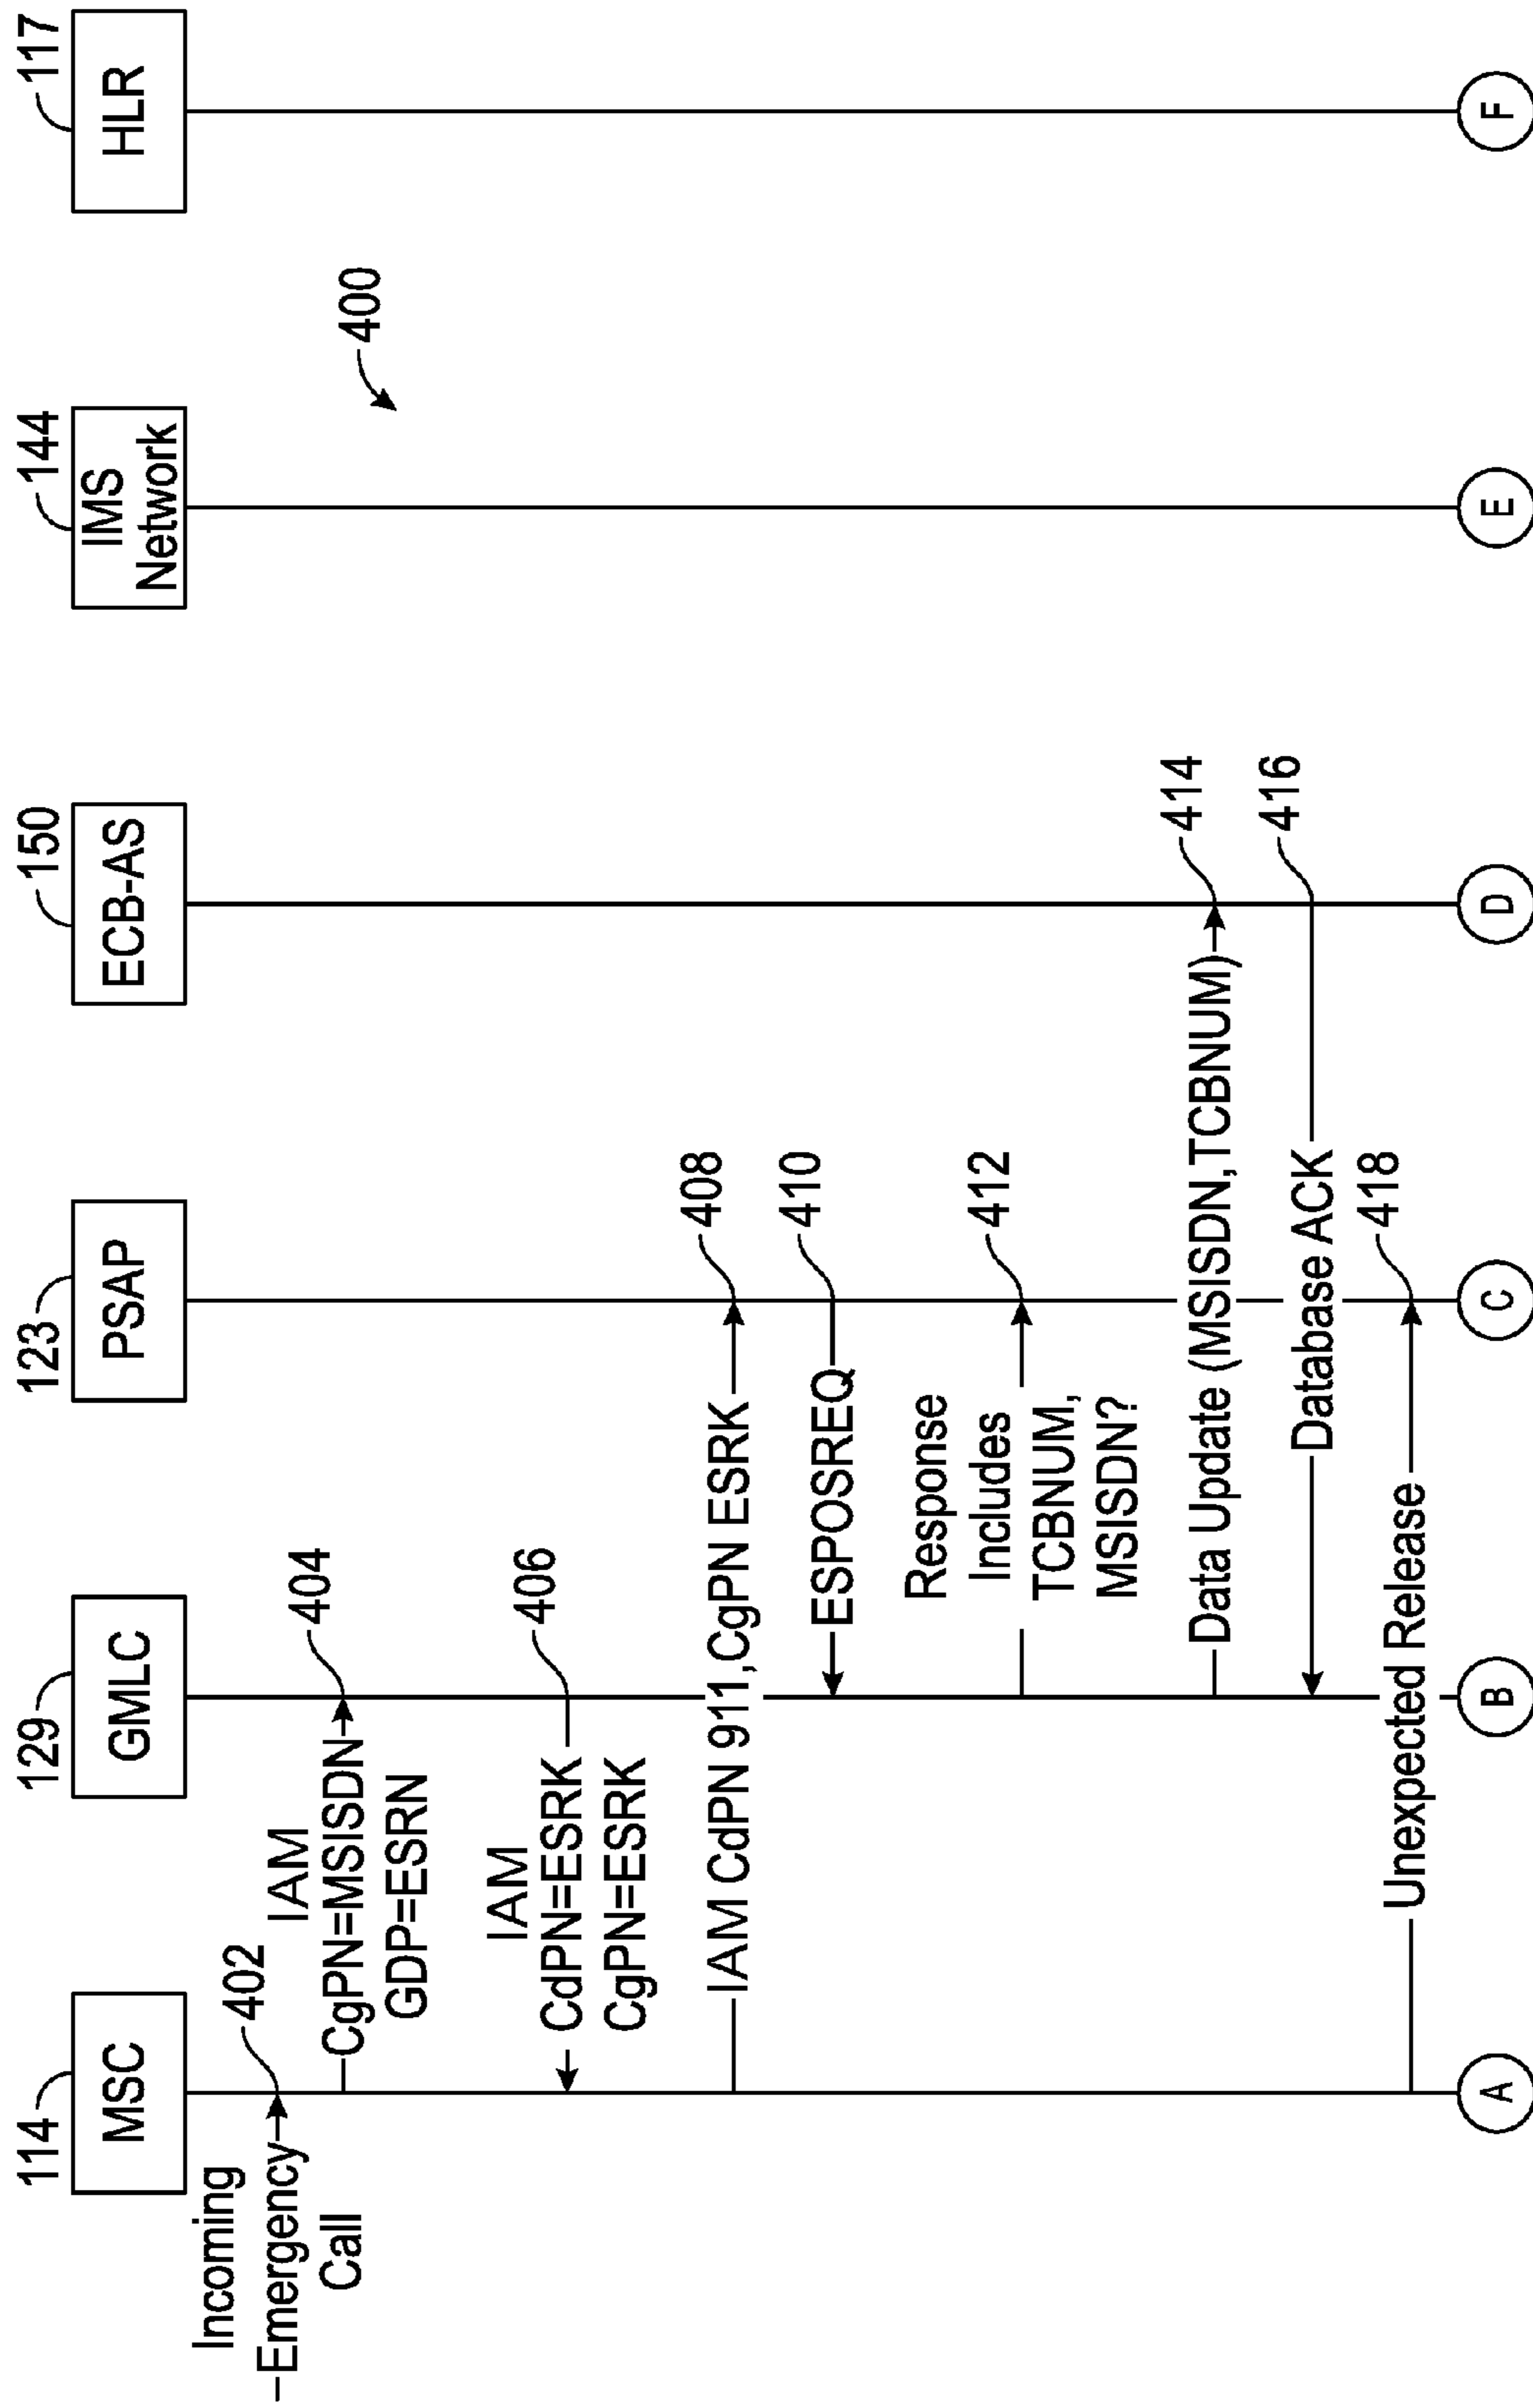 114
MSC
129
GMLC
123
PSAP
150
ECB-AS
144
IMS
Network
117
HLR
400
Incoming
Emergency
Call
402
IAM
CgPN=MSISDN
GDP=ESRN
404
IAM
CdPN=ESRK
CgPN=ESRK
406
IAM CdPN 911,CgPN ESRK
408
ESPOSREQ
410
Response
Includes
TCBNUM,
MSISDN?
412
Data Update (MSISDN,TCBNUM)
414
Database ACK
416
Unexpected Release
418
A
B
C
D
E
F